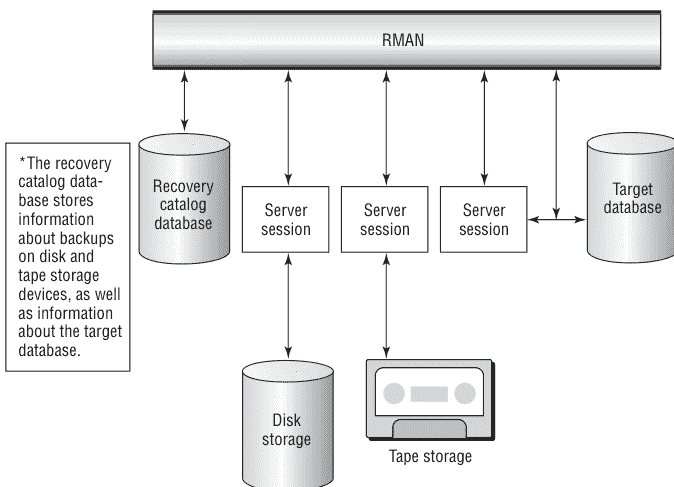 RMAN
*The recovery
catalog data-
base stores
information
about backups
on disk and
tape storage
devices, as well
as information
about the target
database.
Recovery
catalog
database
Server
session
Server
session
Server
session
Target
database
Disk
storage
Tape storage